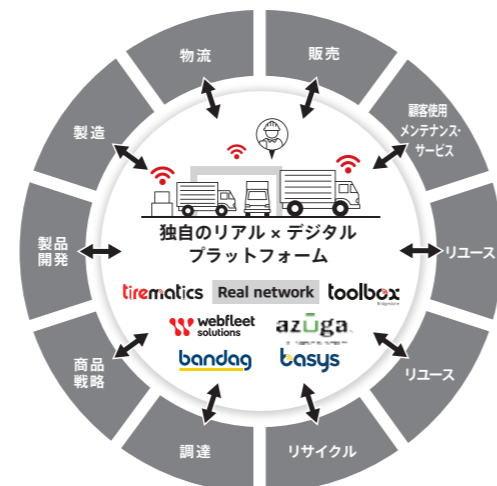 物流
販売
顧客使用
メンテナンス・
サービス
リユース
リユース
リサイクル
調達
商品
戦略
製品
開発
製造
独自のリアル × デジタル
プラットフォーム
tirematics
Real network
toolbox
webfleet
solutions
azuga
bandag
basys